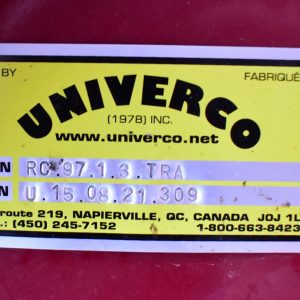 BY FABRIQUÉ
UNIVERCO
(1978) INC.
www.univerco.net
N RC.97.1.3.TRA
N U.15.08.21.309
route 219, NAPIERVILLE, QC, CANADA JOJ 1L
.: (450) 245-7152 1-800-663-8423